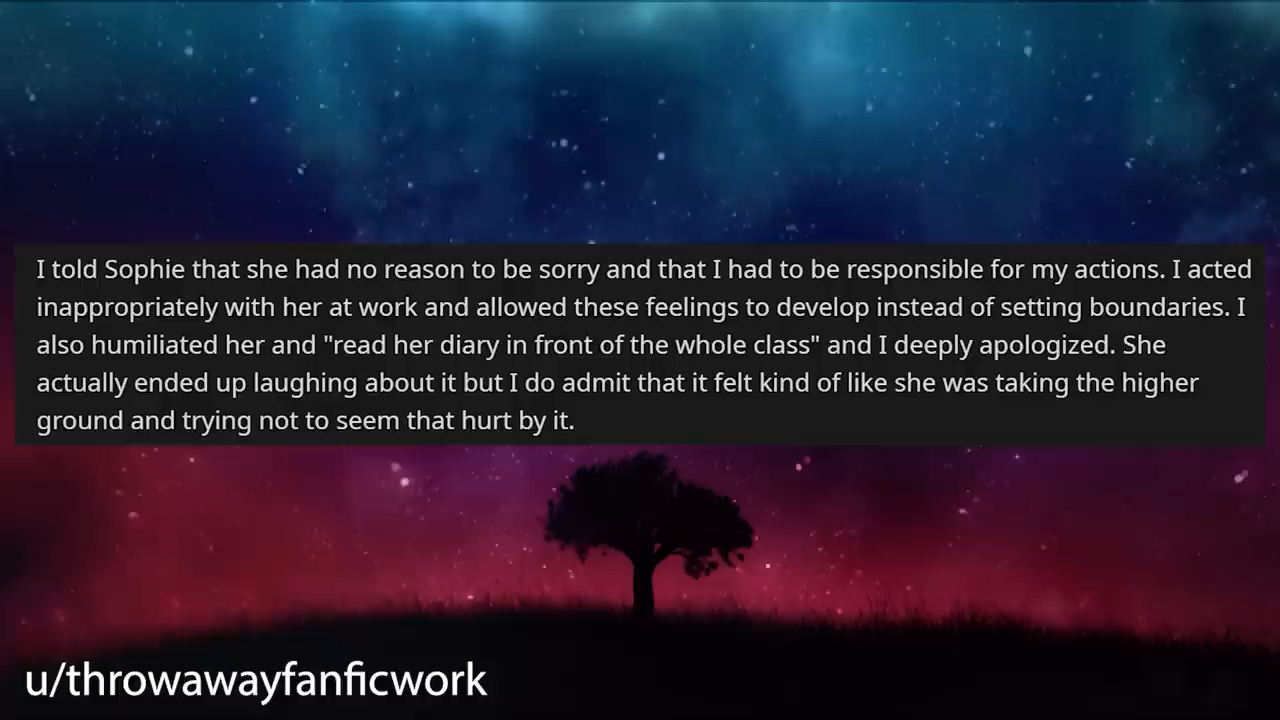 I told Sophie that she had no reason to be sorry and that I had to be responsible for my actions. I acted
inappropriately with her at work and allowed these feelings to develop instead of setting boundaries. I
also humiliated her and "read her diary in front of the whole class" and I deeply apologized. She
actually ended up laughing about it but I do admit that it felt kind of like she was taking the higher
ground and trying not to seem that hurt by it.
u/throwawayfanficwork